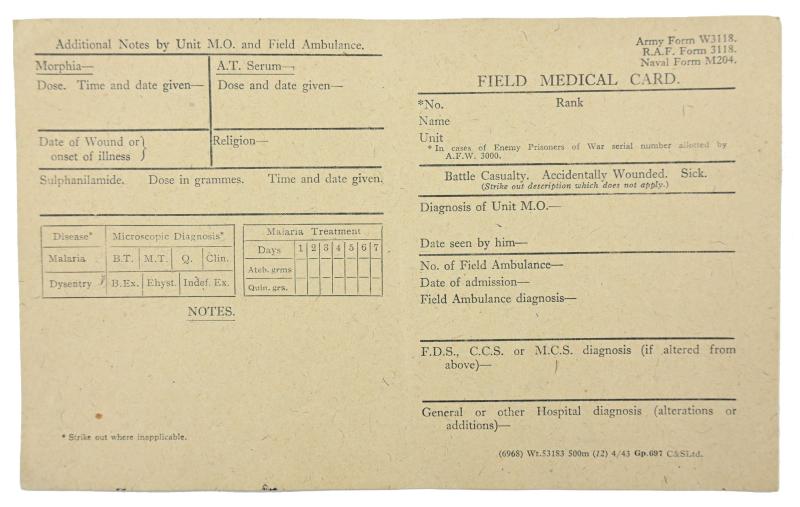 Additional Notes by Unit M.O. and Field Ambulance.
Morphia—
Dose. Time and date given—
A.T. Serum—
Dose and date given—
Date of Wound or }
onset of illness
Religion—
Sulphanilamide. Dose in grammes. Time and date given.
Disease* Microscopic Diagnosis*
Malaria B.T. M.T. Q. Clin.
Dysentry B.Ex. Ehyst. Indef. Ex.
Malaria Treatment
Days 1 2 3 4 5 6 7
Ateb. grms
Quin. grs.
NOTES.
* Strike out where inapplicable.
Army Form W3118.
R.A.F. Form 3118.
Naval Form M204.
FIELD MEDICAL CARD.
*No. Rank
Name
Unit
* In cases of Enemy Prisoners of War serial number allotted by
A.F.W. 3000.
Battle Casualty. Accidentally Wounded. Sick.
(Strike out description which does not apply.)
Diagnosis of Unit M.O.—
Date seen by him—
No. of Field Ambulance—
Date of admission—
Field Ambulance diagnosis—
F.D.S., C.C.S. or M.C.S. diagnosis (if altered from
above)—
General or other Hospital diagnosis (alterations or
additions)—
(6968) Wt.53183 500m (12) 4/43 Gp.697 C&SLtd.